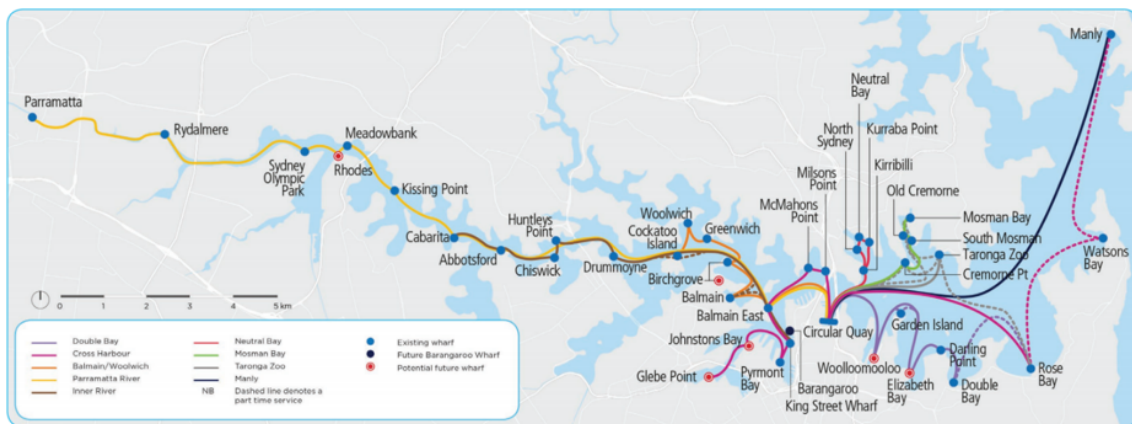 Manly
Parramatta
Rydalmere
Meadowbank
Sydney
Olympic
Park
Rhodes
Kissing Point
Cabarita
Abbotsford
Huntleys
Point
Chiswick
Drummoyne
Woolwich
Cockatoo
Island
Greenwich
Birchgrove
Balmain
Balmain East
McMahons
Point
Milsons
Point
North
Sydney
Neutral
Bay
Kurraba Point
Kirribilli
Old Cremorne
Mosman Bay
South Mosman
Taronga Zoo
Cremorne Pt
Watsons
Bay
Circular Quay
Garden Island
Darling
Point
Johnstons Bay
Glebe Point
Pyrmont
Bay
Woolloomooloo
Elizabeth
Bay
Double
Bay
Rose
Bay
Barangaroo
King Street Wharf
0 1 2 3 4 5 km
Double Bay
Cross Harbour
Balmain/Woolwich
Parramatta River
Inner River
Neutral Bay
Mosman Bay
Taronga Zoo
Manly
NB Dashed line denotes a
part time service
Existing wharf
Future Barangaroo Wharf
Potential future wharf